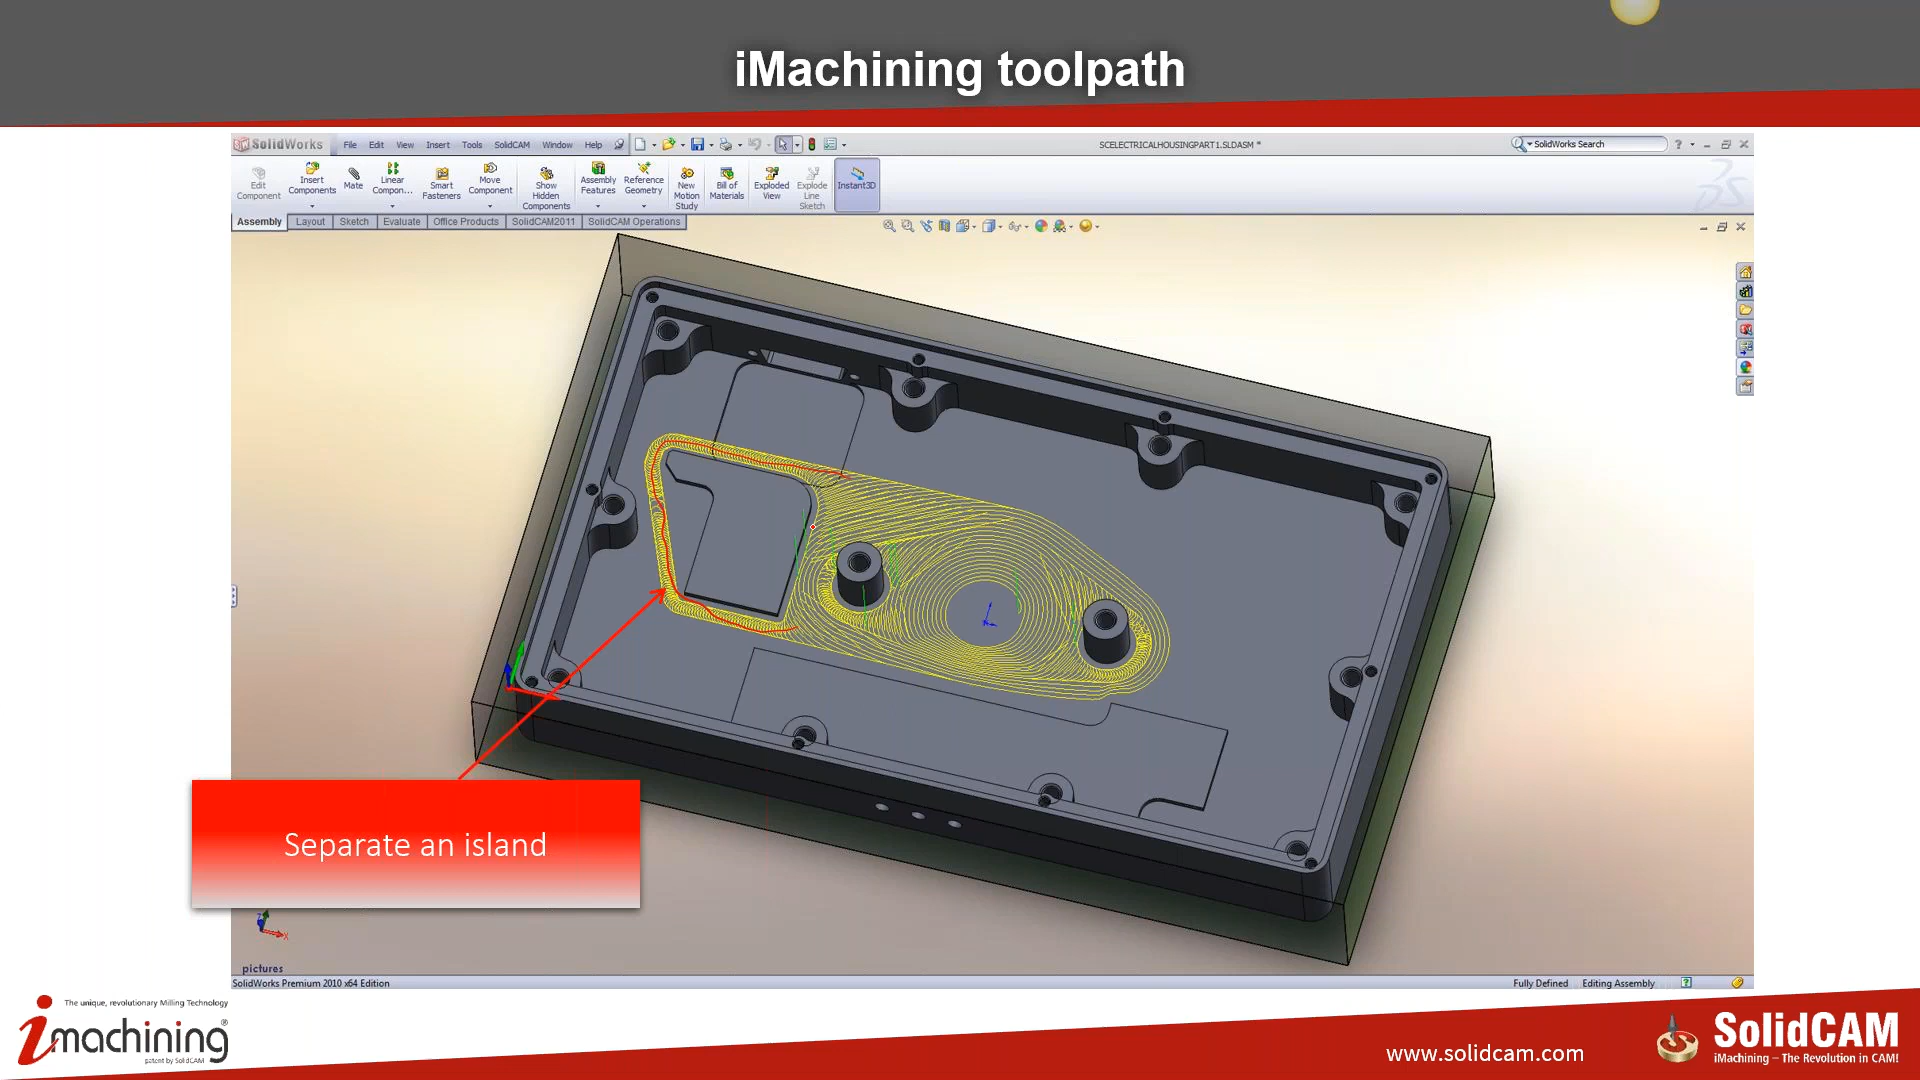 iMachining toolpath
SolidWorks File Edit View Insert Tools SolidCAM Window Help SCELECTRICALHOUSINGPART1.SLDASM * SolidWorks Search ?
Edit Component
Insert Components
Mate
Linear Compon...
Smart Fasteners
Move Component
Show Hidden Components
Assembly Features
Reference Geometry
New Motion Study
Bill of Materials
Exploded View
Explode Line Sketch
Instant3D
Assembly Layout Sketch Evaluate Office Products SolidCAM2011 SolidCAM Operations
Separate an island
Z
X
pictures
SolidWorks Premium 2010 x64 Edition Fully Defined Editing Assembly ?
The unique, revolutionary Milling Technology
imachining®
patent by SolidCAM
www.solidcam.com
SolidCAM
iMachining – The Revolution in CAM!